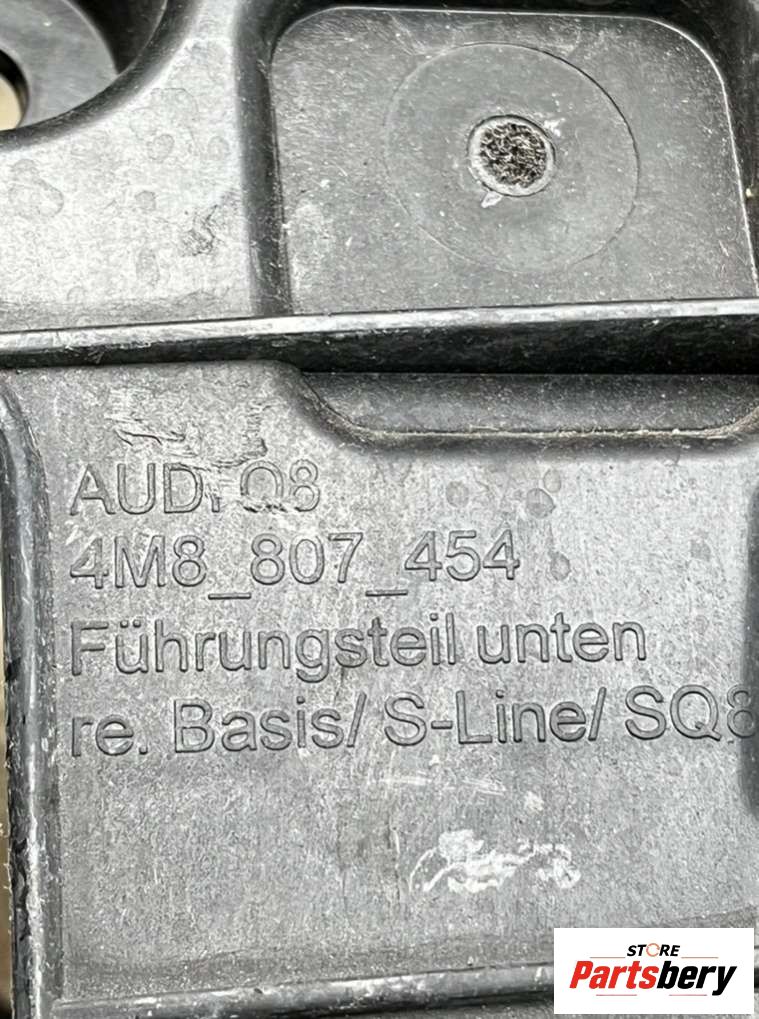 AUDI Q8
4M8_807_454
Führungsteil unten
re. Basis/ S-Line/ SQ8
STORE
Partsbery